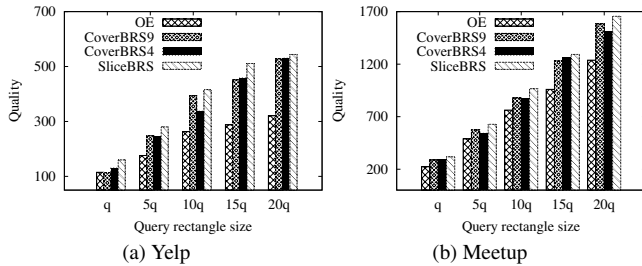 700
500
300
100
Quality
OE
CoverBRS9
CoverBRS4
SliceBRS
q 5q 10q 15q 20q
Query rectangle size
(a) Yelp
1700
1200
700
200
Quality
OE
CoverBRS9
CoverBRS4
SliceBRS
q 5q 10q 15q 20q
Query rectangle size
(b) Meetup